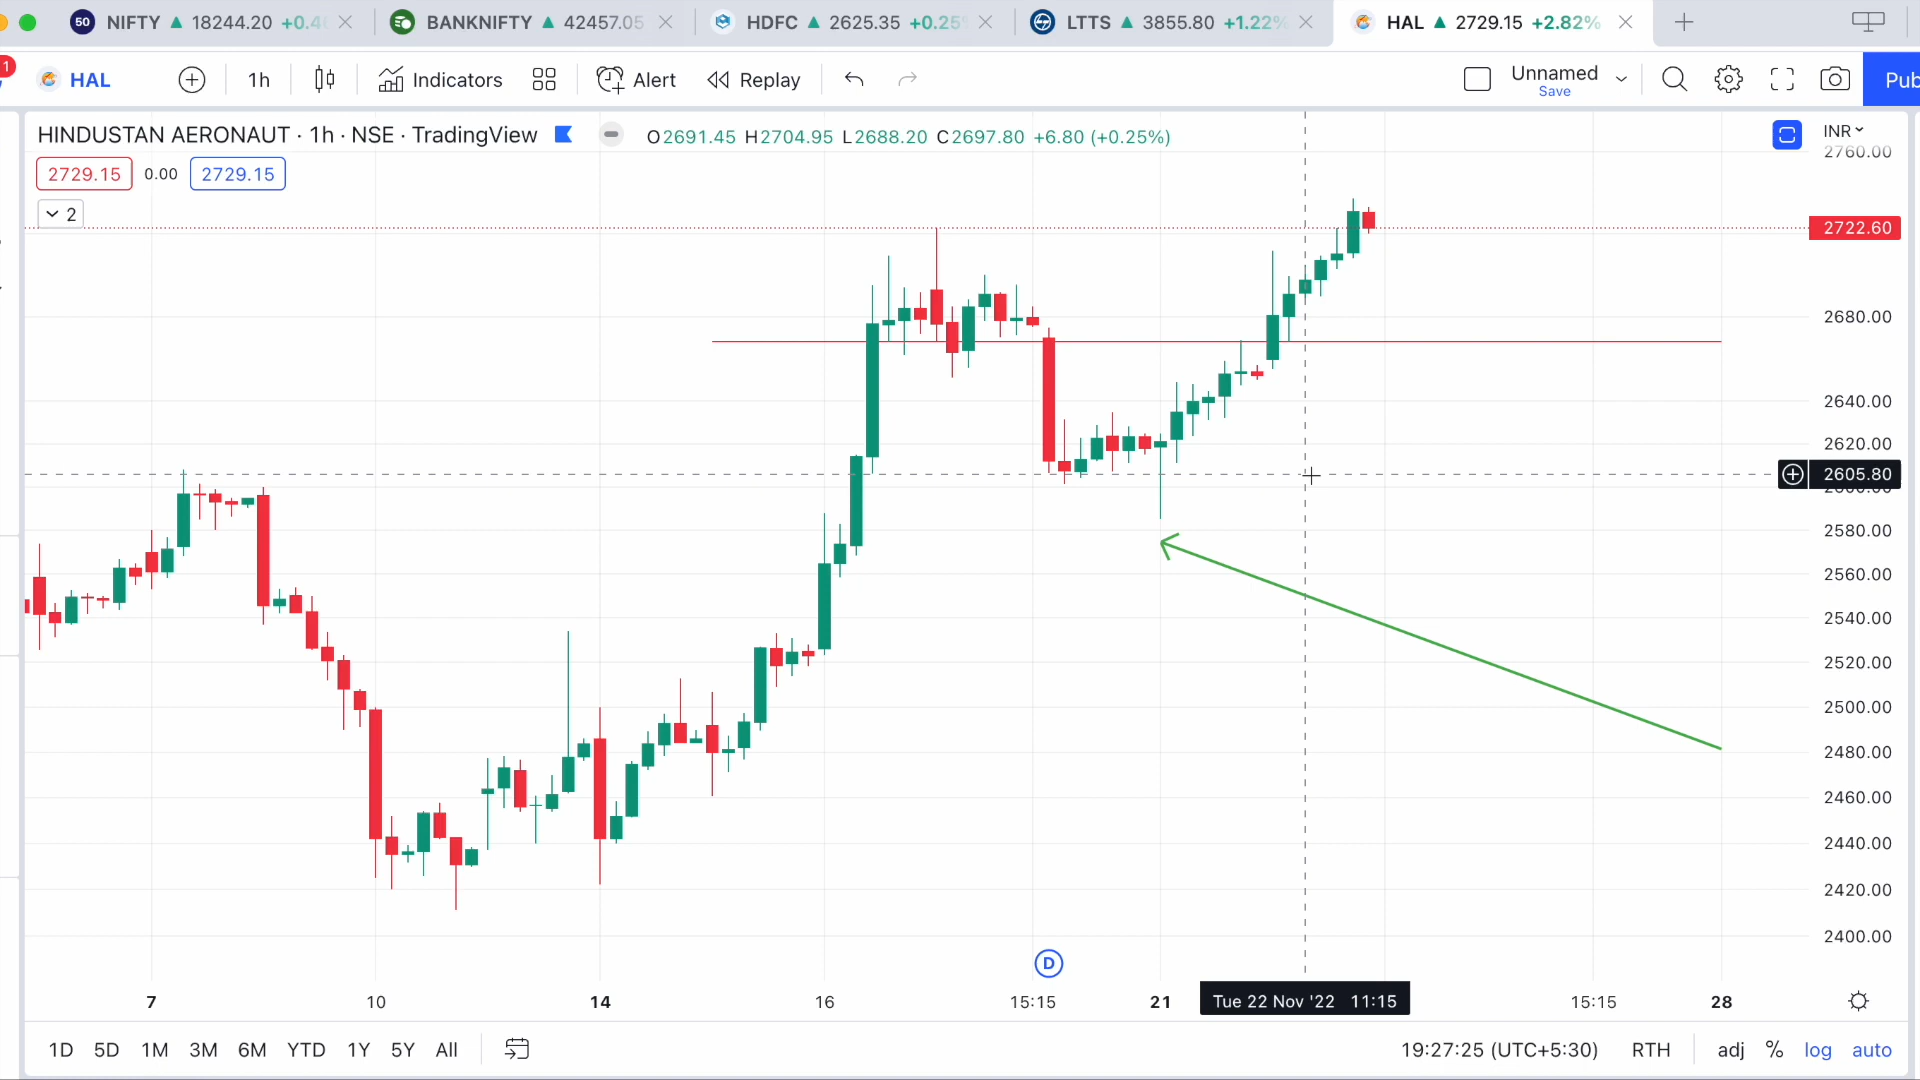 50 NIFTY 18244.20 +0.4
BANKNIFTY 42457.05
HDFC 2625.35 +0.25
LTTS 3855.80 +1.22%
HAL 2729.15 +2.82%
1
HAL 1h Indicators Alert Replay Unnamed
Save
Pub
HINDUSTAN AERONAUT · 1h · NSE · TradingView O2691.45 H2704.95 L2688.20 C2697.80 +6.80 (+0.25%)
INR
2729.15 0.00 2729.15
2
2760.00
2722.60
2680.00
2640.00
2620.00
2605.80
2600.00
2580.00
2560.00
2540.00
2520.00
2500.00
2480.00
2460.00
2440.00
2420.00
2400.00
D
7 10 14 16 15:15 21 Tue 22 Nov '22 11:15 15:15 28
1D 5D 1M 3M 6M YTD 1Y 5Y All 19:27:25 (UTC+5:30) RTH adj % log auto